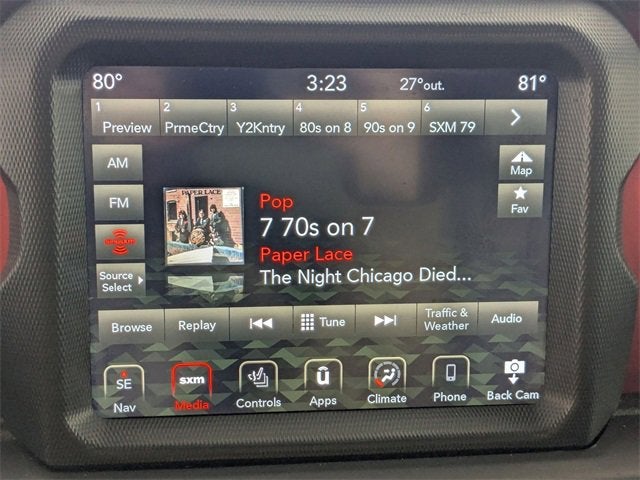 80° 3:23 27°out. 81°
1 2 3 4 5 6
Preview PrmeCtry Y2Kntry 80s on 8 90s on 9 SXM 79
AM
Map
FM
Fav
PAPER LACE
Pop
7 70s on 7
Paper Lace
The Night Chicago Died...
Source
Select
Browse Replay Tune Traffic & Audio
Weather
SE sxm û
Nav Media Controls Apps Climate Phone Back Cam